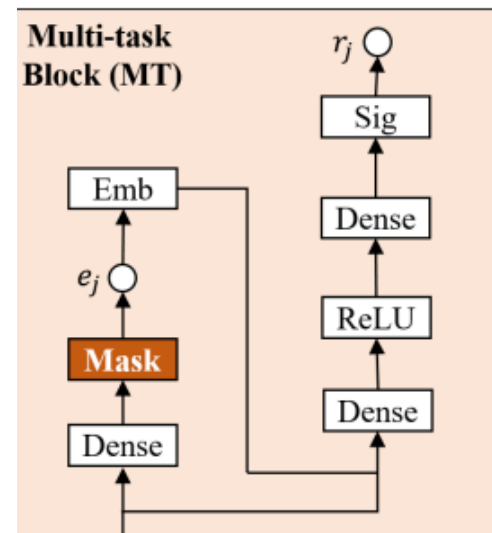 Multi-task
Block (MT)
r_j
Sig
Emb
Dense
e_j
ReLU
Mask
Dense
Dense